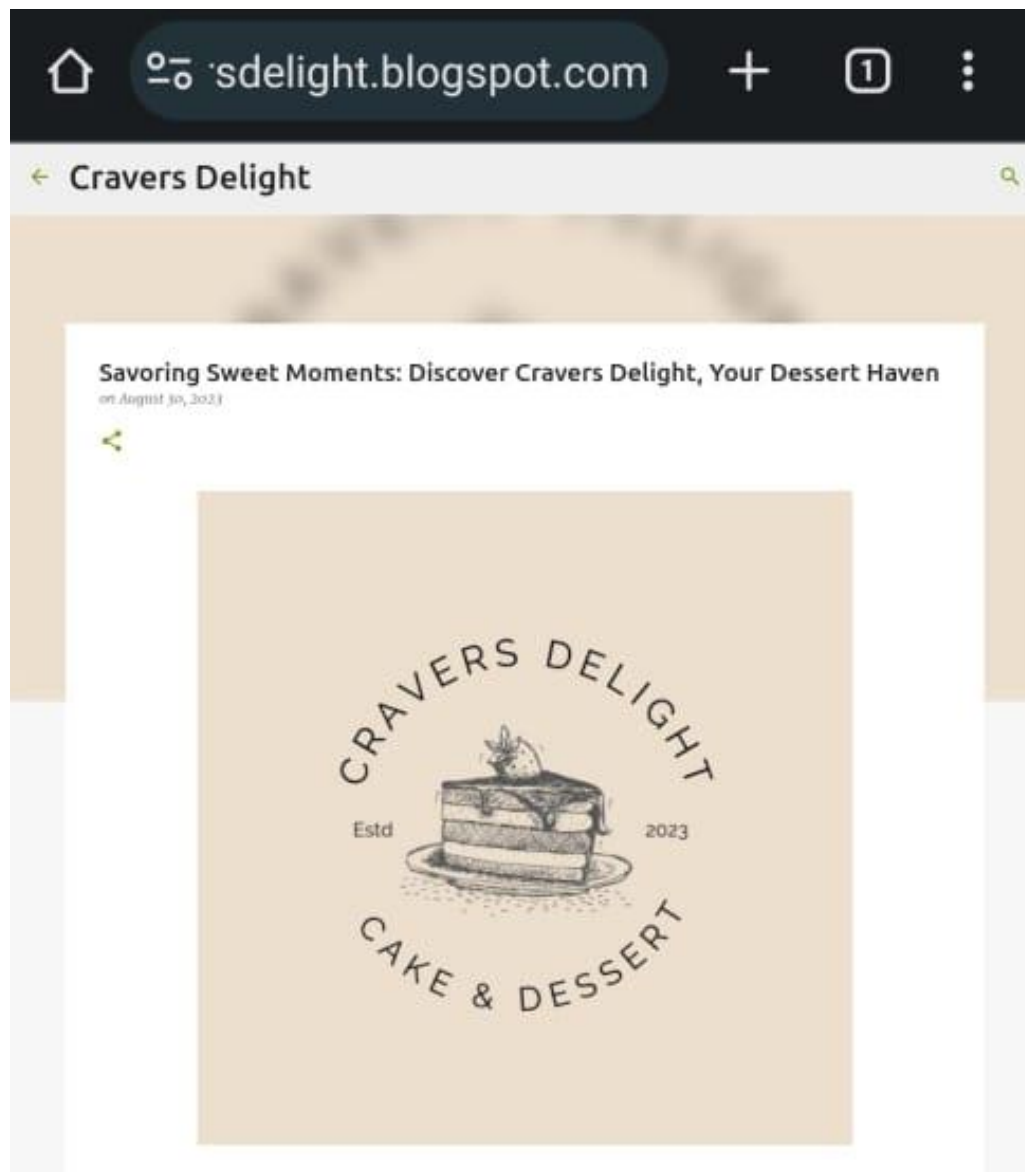 sdelight.blogspot.com
1
Cravers Delight
Savoring Sweet Moments: Discover Cravers Delight, Your Dessert Haven
on August 30, 2023
CRAVERS DELIGHT
Estd
2023
CAKE & DESSERT